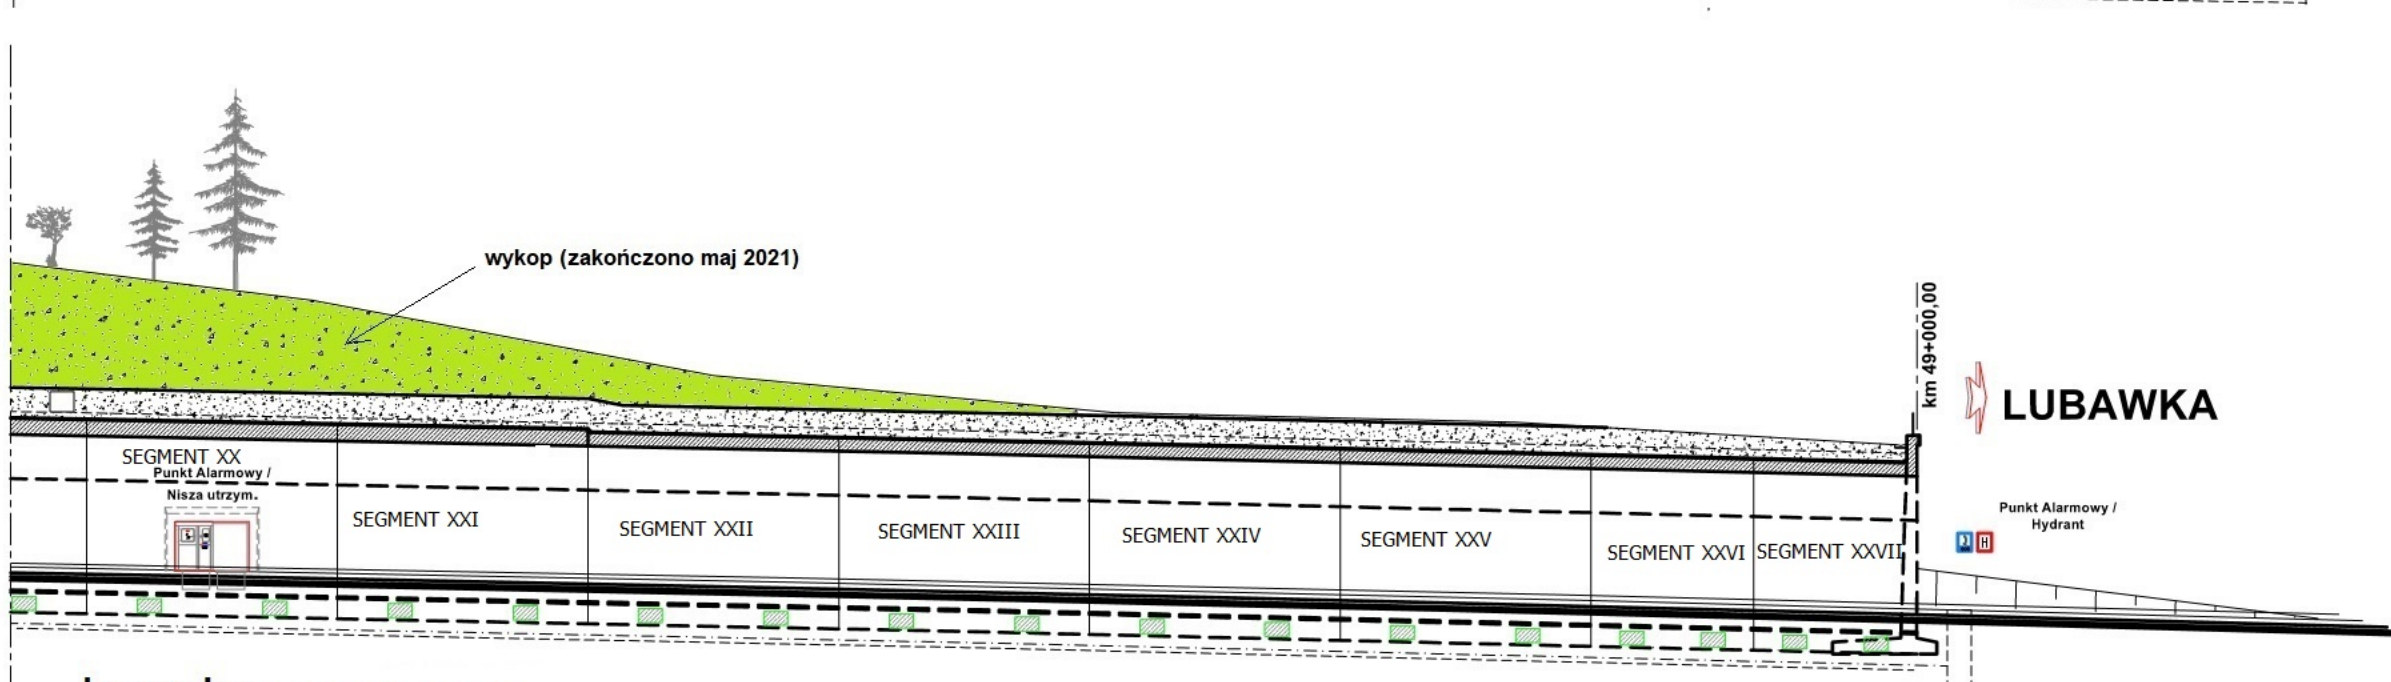 wykop (zakończono maj 2021)
km 49+000,00
LUBAWKA
SEGMENT XX
Punkt Alarmowy /
Nisza utrzym.
SEGMENT XXI
SEGMENT XXII
SEGMENT XXIII
SEGMENT XXIV
SEGMENT XXV
SEGMENT XXVI
SEGMENT XXVII
Punkt Alarmowy /
Hydrant
H